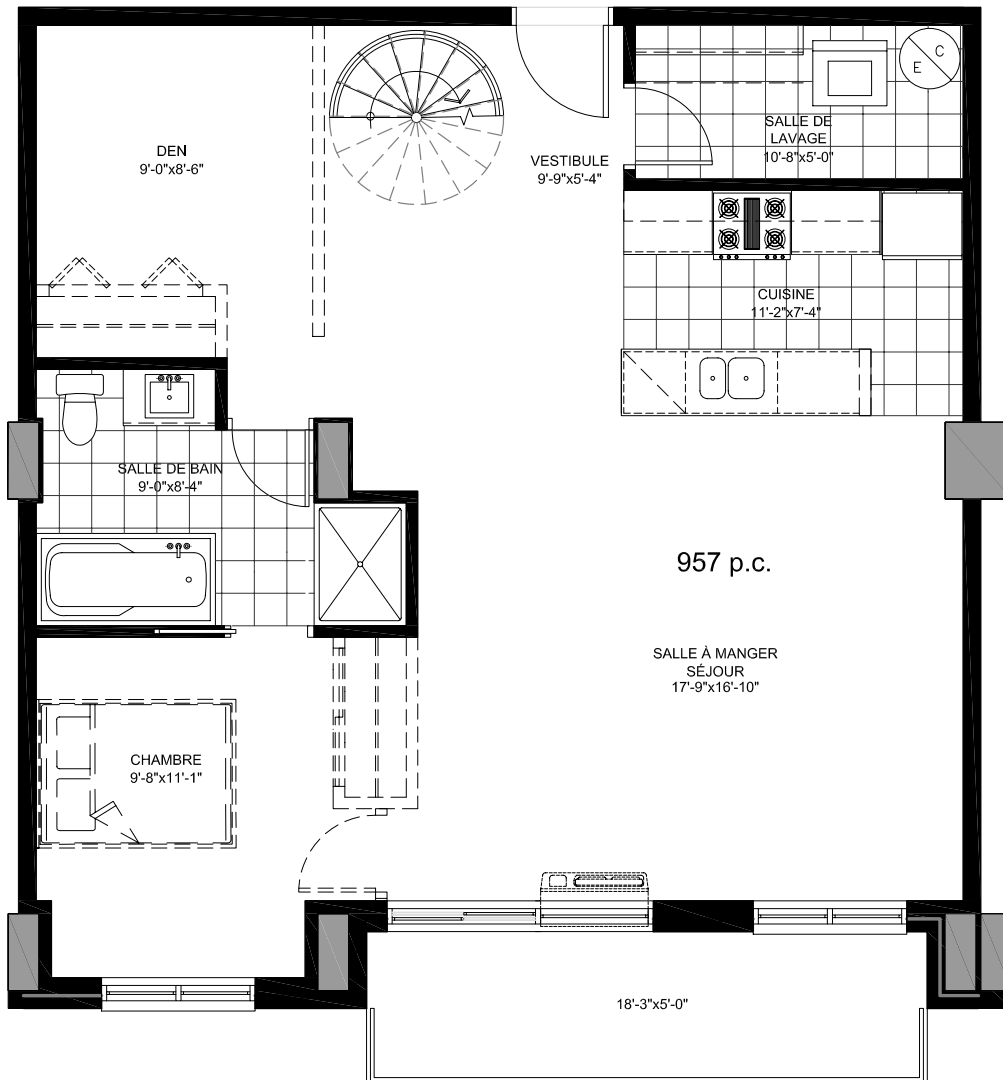 C
E
SALLE DE
LAVAGE
10'-8"x5'-0"
DEN
9'-0"x8'-6"
VESTIBULE
9'-9"x5'-4"
CUISINE
11'-2"x7'-4"
SALLE DE BAIN
9'-0"x8'-4"
957 p.c.
SALLE À MANGER
SÉJOUR
17'-9"x16'-10"
CHAMBRE
9'-8"x11'-1"
18'-3"x5'-0"